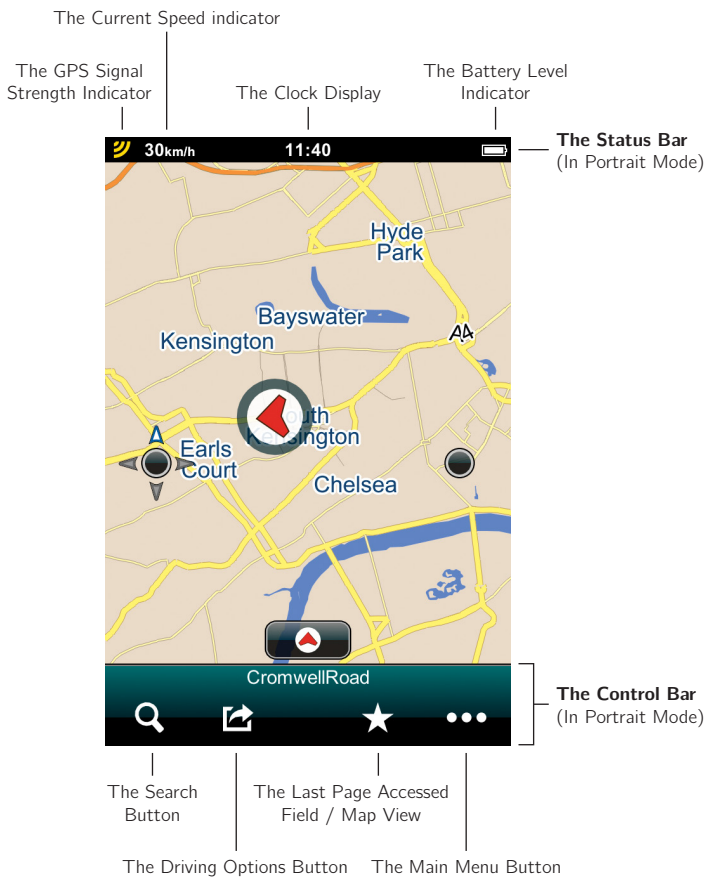 The Current Speed indicator
The GPS Signal
Strength Indicator
The Clock Display
The Battery Level
Indicator
The Status Bar
(In Portrait Mode)
30km/h
11:40
Hyde
Park
Bayswater
A4
Kensington
South
Kensington
Earls
Court
Chelsea
CromwellRoad
The Control Bar
(In Portrait Mode)
The Search
Button
The Last Page Accessed
Field / Map View
The Driving Options Button
The Main Menu Button